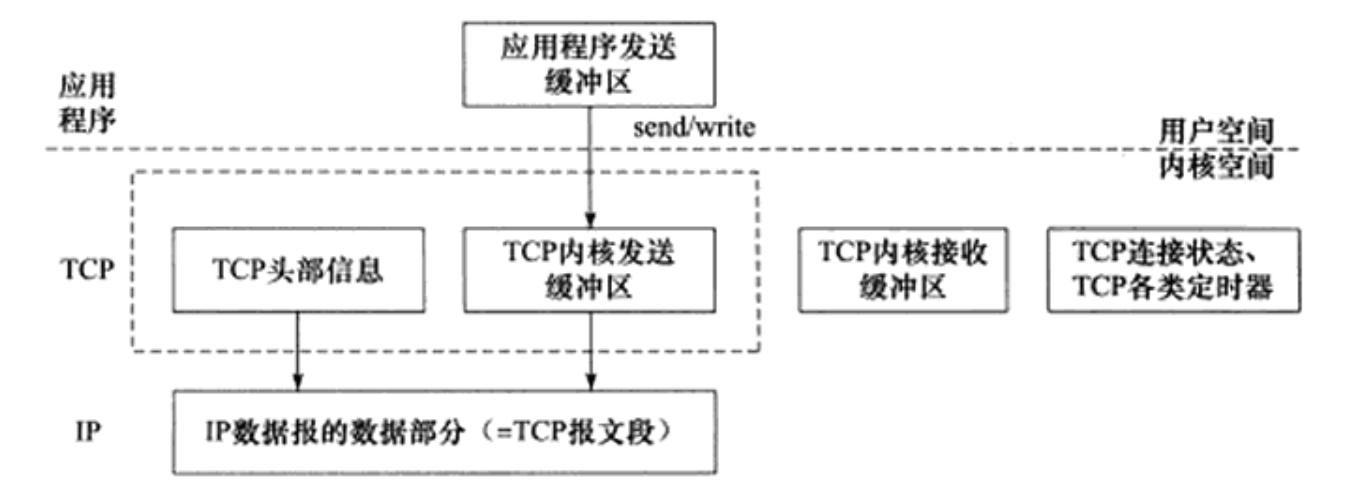 应用程序发送
缓冲区
应用
程序
send/write
用户空间
内核空间
TCP
TCP头部信息
TCP内核发送
缓冲区
TCP内核接收
缓冲区
TCP连接状态、
TCP各类定时器
IP
IP数据报的数据部分（=TCP报文段）